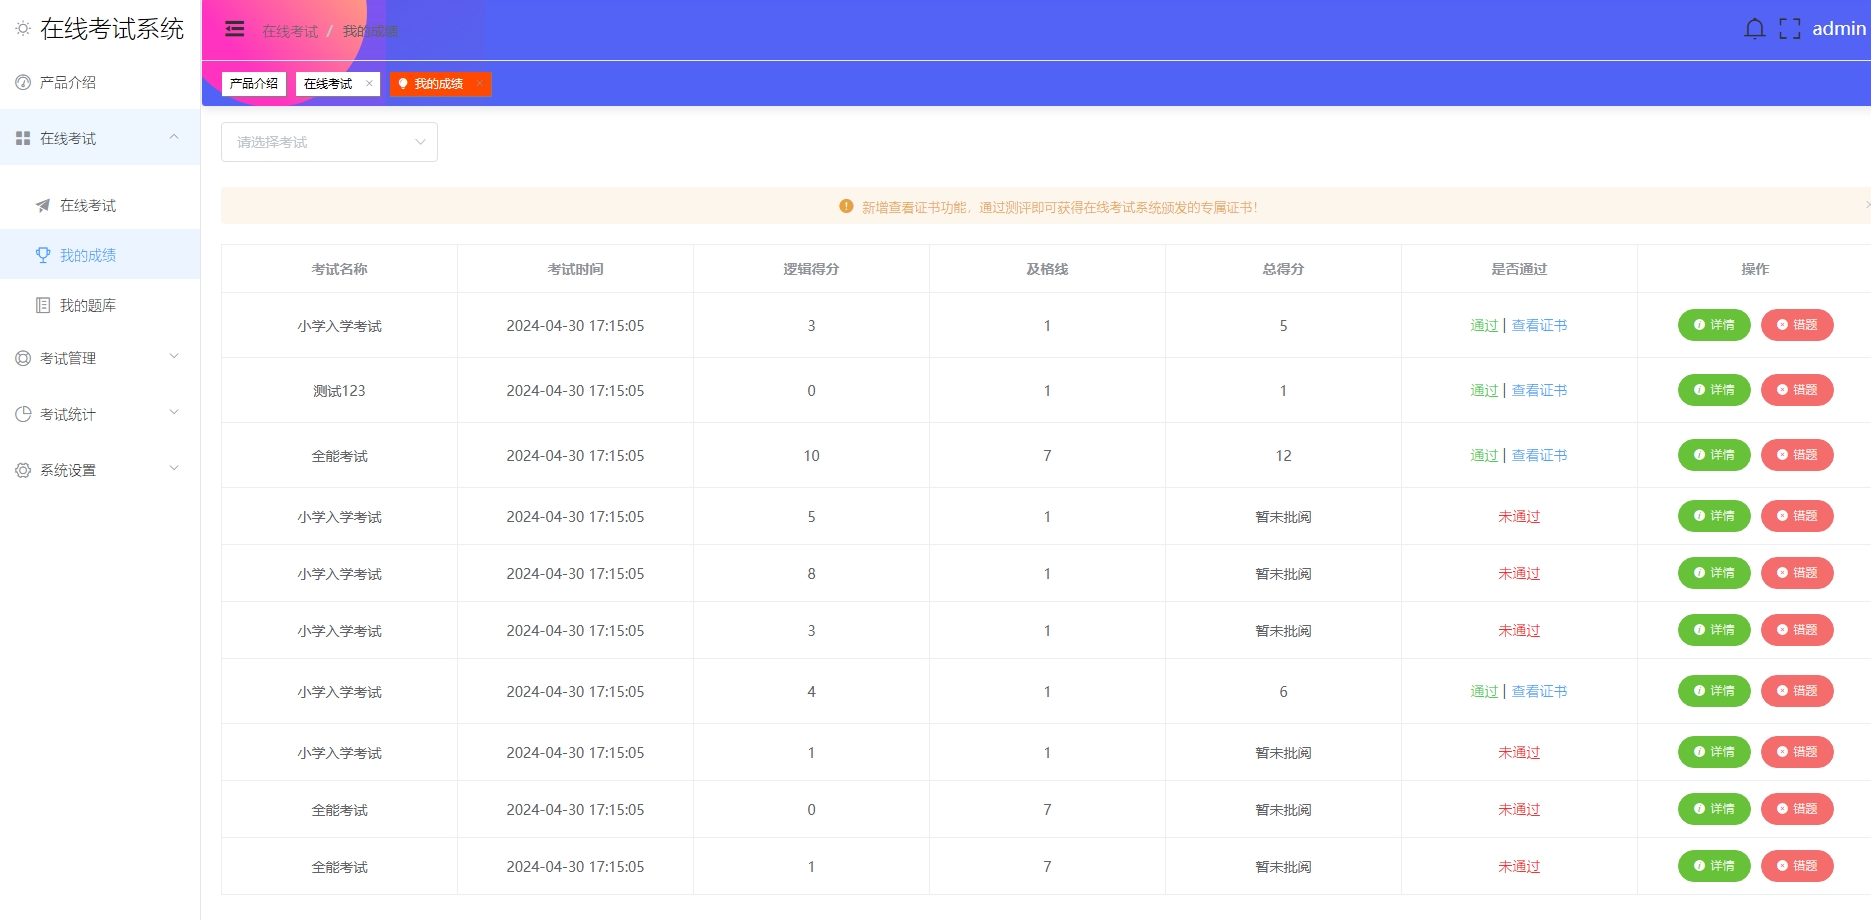 在线考试系统
产品介绍
在线考试
在线考试
我的成绩
我的题库
考试管理
考试统计
系统设置
在线考试 / 我的成绩
admin
产品介绍 在线考试 × 我的成绩 ×
请选择考试
新增查看证书功能，通过测评即可获得在线考试系统颁发的专属证书！
考试名称 考试时间 逻辑得分 及格线 总得分 是否通过 操作
小学入学考试 2024-04-30 17:15:05 3 1 5 通过 | 查看证书 详情 错题
测试123 2024-04-30 17:15:05 0 1 1 通过 | 查看证书 详情 错题
全能考试 2024-04-30 17:15:05 10 7 12 通过 | 查看证书 详情 错题
小学入学考试 2024-04-30 17:15:05 5 1 暂未批阅 未通过 详情 错题
小学入学考试 2024-04-30 17:15:05 8 1 暂未批阅 未通过 详情 错题
小学入学考试 2024-04-30 17:15:05 3 1 暂未批阅 未通过 详情 错题
小学入学考试 2024-04-30 17:15:05 4 1 6 通过 | 查看证书 详情 错题
小学入学考试 2024-04-30 17:15:05 1 1 暂未批阅 未通过 详情 错题
全能考试 2024-04-30 17:15:05 0 7 暂未批阅 未通过 详情 错题
全能考试 2024-04-30 17:15:05 1 7 暂未批阅 未通过 详情 错题